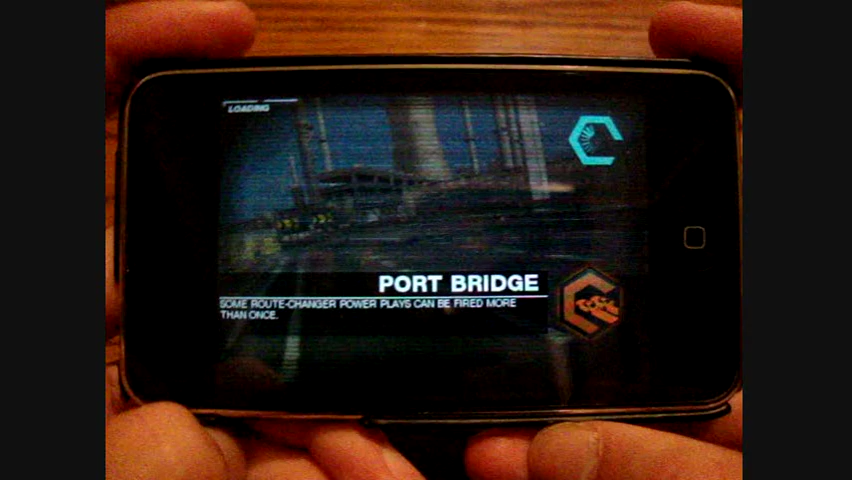 LOADING
PORT BRIDGE
SOME ROUTE-CHANGER POWER PLAYS CAN BE FIRED MORE
THAN ONCE.